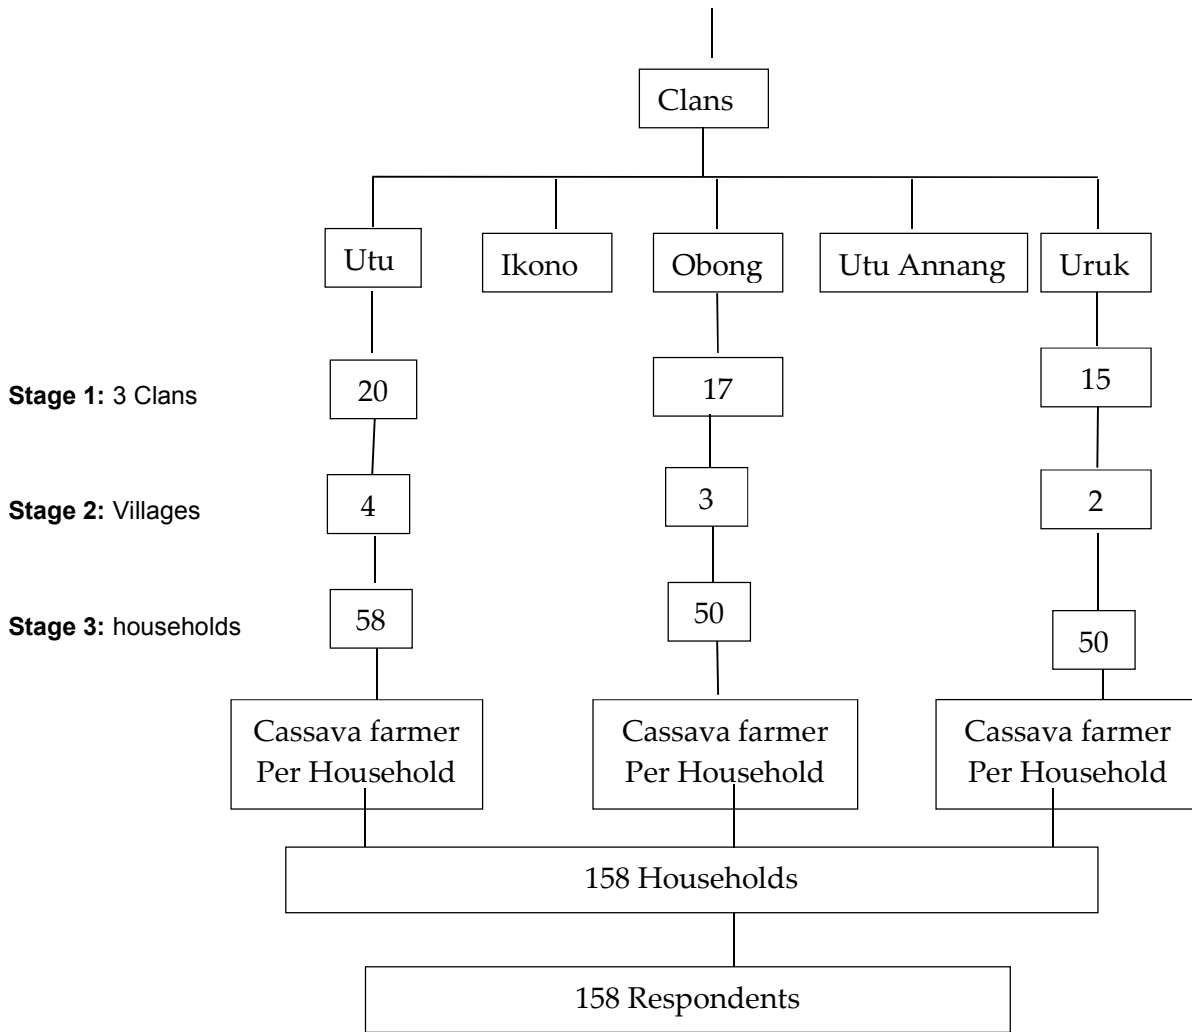 Clans
Utu
Ikono
Obong
Utu Annang
Uruk
Stage 1: 3 Clans
20
17
15
Stage 2: Villages
4
3
2
Stage 3: households
58
50
50
Cassava farmer
Per Household
Cassava farmer
Per Household
Cassava farmer
Per Household
158 Households
158 Respondents